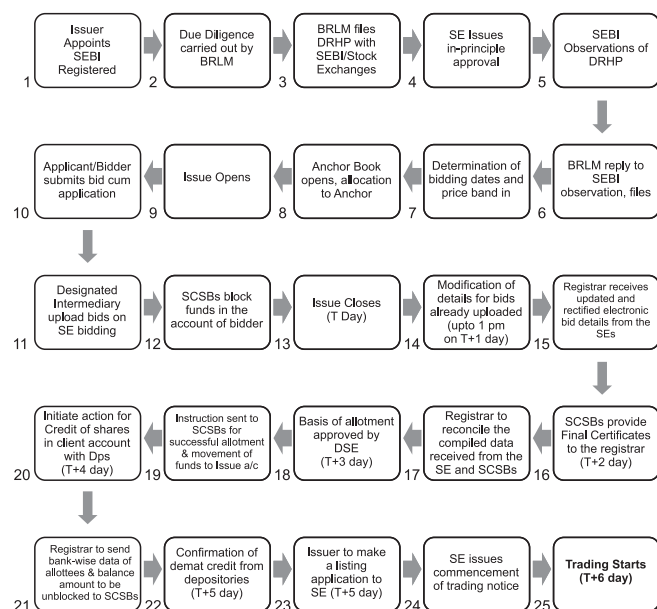 Issuer
Appoints
SEBI
Registered
1
Due Diligence
carried out by
BRLM
2
BRLM files
DRHP with
SEBI/Stock
Exchanges
3
SE Issues
in-principle
approval
4
SEBI
Observations of
DRHP
5
BRLM reply to
SEBI
observation, files
6
Determination of
bidding dates and
price band in
7
Anchor Book
opens, allocation
to Anchor
8
Issue Opens
9
Applicant/Bidder
submits bid cum
application
10
Designated
Intermediary
upload bids on
SE bidding
11
SCSBs block
funds in the
account of bidder
12
Issue Closes
(T Day)
13
Modification of
details for bids
already uploaded
(upto 1 pm
on T+1 day)
14
Registrar receives
updated and
rectified electronic
bid details from the
SEs
15
SCSBs provide
Final Certificates
to the registrar
(T+2 day)
16
Registrar to
reconcile the
compiled data
received from the
SE and SCSBs
17
Basis of allotment
approved by
DSE
(T+3 day)
18
Instruction sent to
SCSBs for
successful allotment
& movement of
funds to Issue a/c
19
Initiate action for
Credit of shares
in client account
with Dps
(T+4 day)
20
Registrar to send
bank-wise data of
allottees & balance
amount to be
unblocked to SCSBs
21
Confirmation of
demat credit from
depositories
(T+5 day)
22
Issuer to make
a listing
application to
SE (T+5 day)
23
SE issues
commencement
of trading notice
24
Trading Starts
(T+6 day)
25